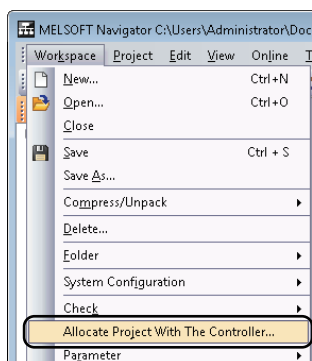 MELSOFT Navigator C:\Users\Administrator\Doc
Workspace Project Edit View Online T
New... Ctrl+N
Open... Ctrl+O
Close
Save Ctrl + S
Save As...
Compress/Unpack
Delete...
Folder
System Configuration
Check
Allocate Project With The Controller...
Parameter